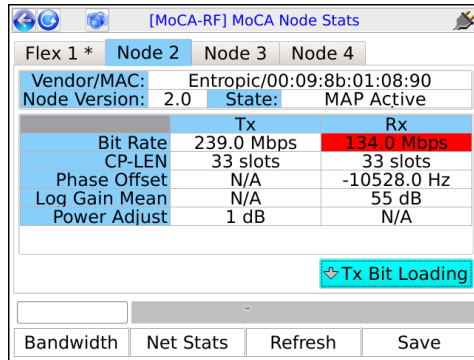 [MoCA-RF] MoCA Node Stats
Flex 1 * Node 2 Node 3 Node 4
Vendor/MAC: Entropic/00:09:8b:01:08:90
Node Version: 2.0 State: MAP Active
Tx Rx
Bit Rate 239.0 Mbps 134.0 Mbps
CP-LEN 33 slots 33 slots
Phase Offset N/A -10528.0 Hz
Log Gain Mean N/A 55 dB
Power Adjust 1 dB N/A
Tx Bit Loading
Bandwidth Net Stats Refresh Save